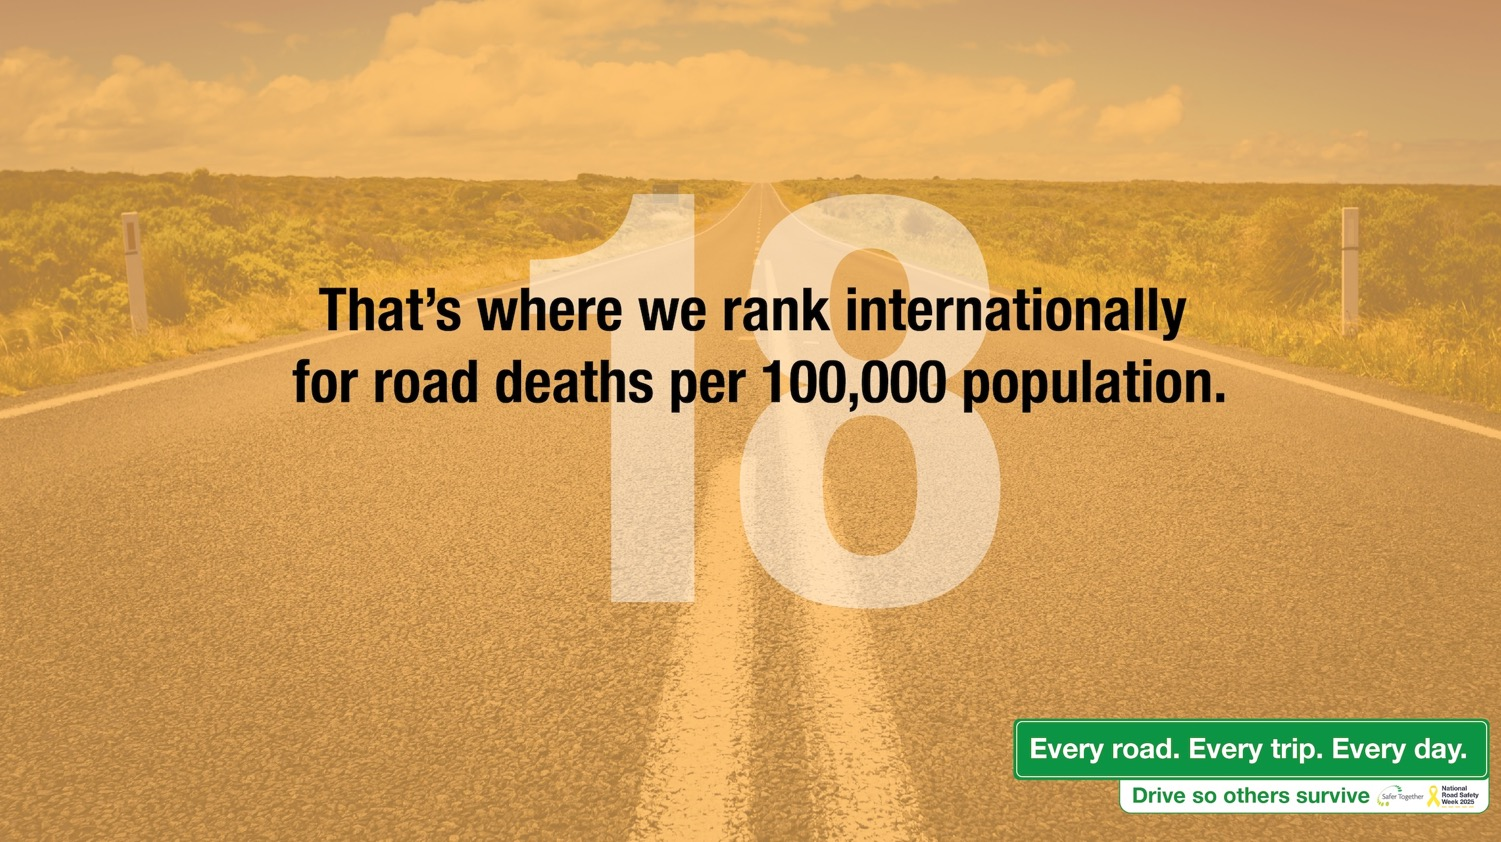 18
That’s where we rank internationally
for road deaths per 100,000 population.
Every road. Every trip. Every day.
Drive so others survive
Safer Together
National
Road Safety
Week 2025